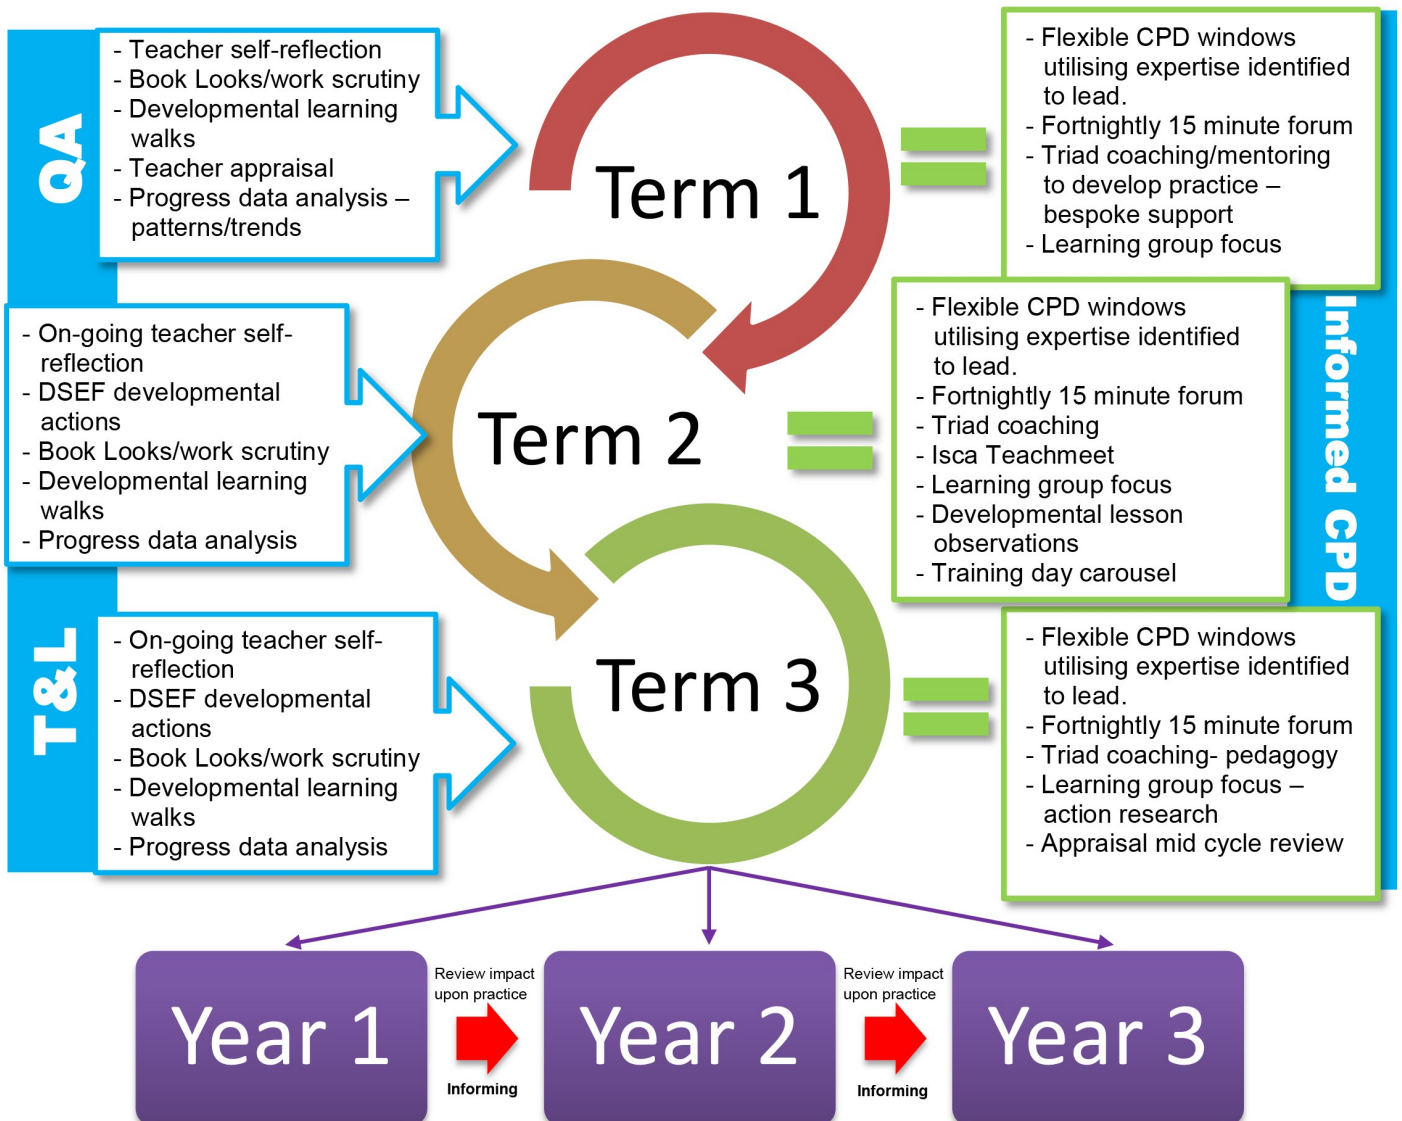 QA
- Teacher self-reflection
- Book Looks/work scrutiny
- Developmental learning
walks
- Teacher appraisal
- Progress data analysis –
patterns/trends
Term 1
- Flexible CPD windows
utilising expertise identified
to lead.
- Fortnightly 15 minute forum
- Triad coaching/mentoring
to develop practice –
bespoke support
- Learning group focus
- On-going teacher self-
reflection
- DSEF developmental
actions
- Book Looks/work scrutiny
- Developmental learning
walks
- Progress data analysis
Term 2
- Flexible CPD windows
utilising expertise identified
to lead.
- Fortnightly 15 minute forum
- Triad coaching
- Isca Teachmeet
- Learning group focus
- Developmental lesson
observations
- Training day carousel
Informed CPD
T&L
- On-going teacher self-
reflection
- DSEF developmental
actions
- Book Looks/work scrutiny
- Developmental learning
walks
- Progress data analysis
Term 3
- Flexible CPD windows
utilising expertise identified
to lead.
- Fortnightly 15 minute forum
- Triad coaching- pedagogy
- Learning group focus –
action research
- Appraisal mid cycle review
Year 1
Review impact
upon practice
Informing
Year 2
Review impact
upon practice
Informing
Year 3